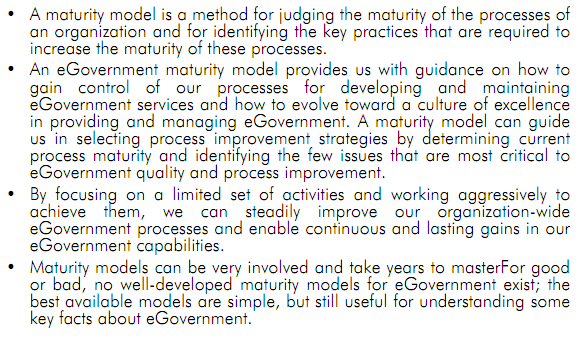 • A maturity model is a method for judging the maturity of the processes of
an organization and for identifying the key practices that are required to
increase the maturity of these processes.
• An eGovernment maturity model provides us with guidance on how to
gain control of our processes for developing and maintaining
eGovernment services and how to evolve toward a culture of excellence
in providing and managing eGovernment. A maturity model can guide
us in selecting process improvement strategies by determining current
process maturity and identifying the few issues that are most critical to
eGovernment quality and process improvement.
• By focusing on a limited set of activities and working aggressively to
achieve them, we can steadily improve our organization-wide
eGovernment processes and enable continuous and lasting gains in our
eGovernment capabilities.
• Maturity models can be very involved and take years to masterFor good
or bad, no well-developed maturity models for eGovernment exist; the
best available models are simple, but still useful for understanding some
key facts about eGovernment.